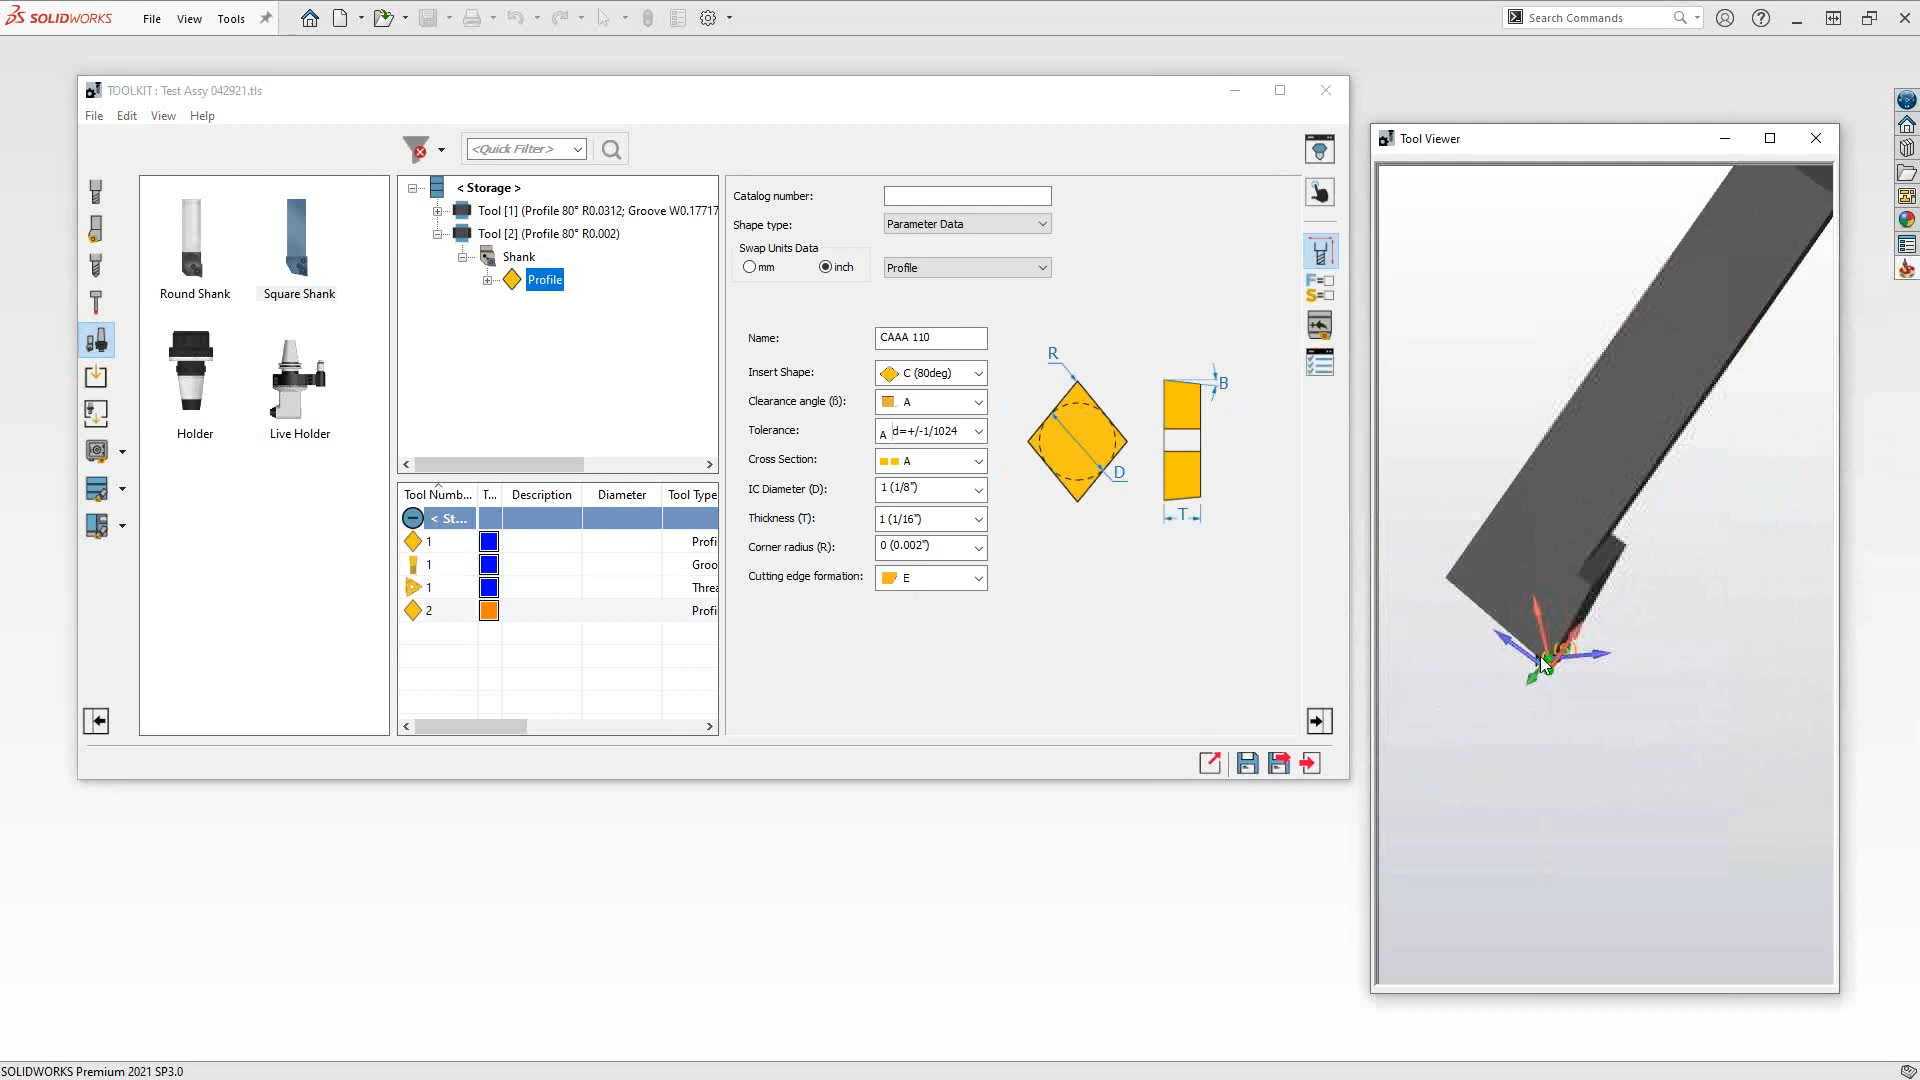 SOLIDWORKS File View Tools Search Commands
TOOLKIT : Test Assy 042921.tls
File Edit View Help
Tool Viewer
<Quick Filter>
Round Shank
Square Shank
Holder
Live Holder
< Storage >
Tool [1] (Profile 80° R0.0312; Groove W0.17717
Tool [2] (Profile 80° R0.002)
Shank
Profile
Tool Numb... T... Description Diameter Tool Type
< St...
1 Profi
1 Groo
1 Threa
2 Profi
Catalog number:
Shape type: Parameter Data
Swap Units Data
mm inch Profile
Name: CAAA 110
Insert Shape: C (80deg)
Clearance angle (β): A
Tolerance: A d=+/-1/1024
Cross Section: A
IC Diameter (D): 1 (1/8")
Thickness (T): 1 (1/16")
Corner radius (R): 0 (0.002")
Cutting edge formation: E
R
D
B
T
F=
S=
SOLIDWORKS Premium 2021 SP3.0